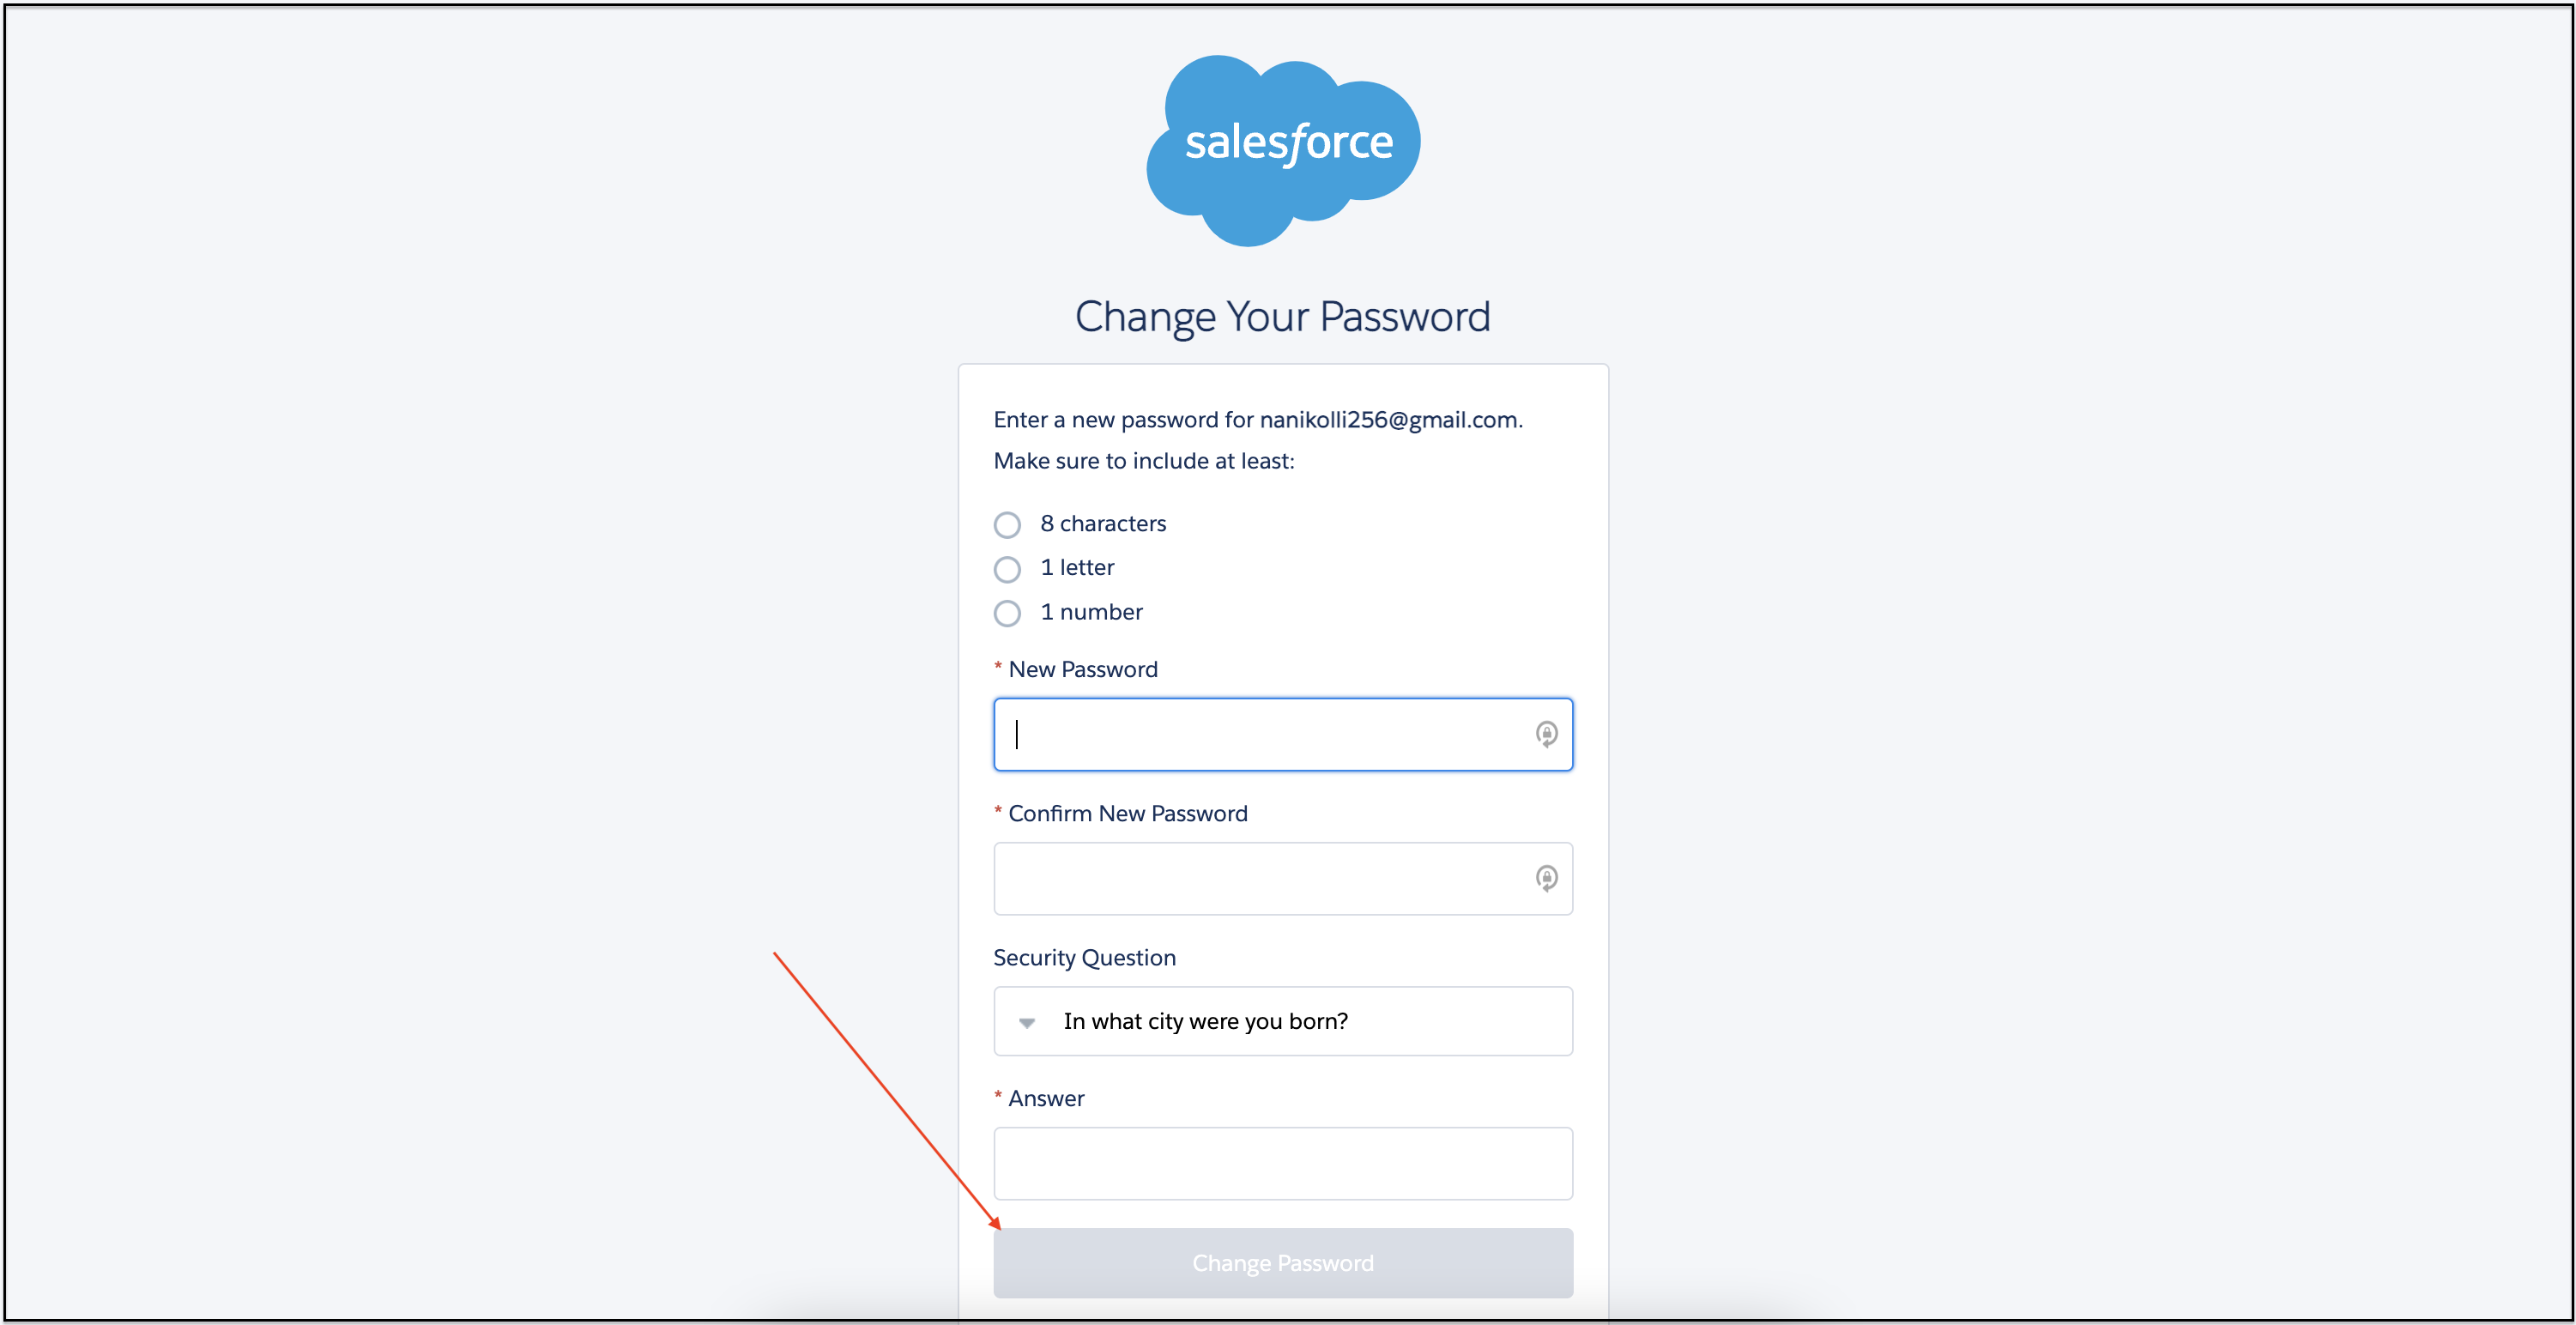 salesforce
Change Your Password
Enter a new password for nanikolli256@gmail.com.
Make sure to include at least:
8 characters
1 letter
1 number
* New Password
* Confirm New Password
Security Question
In what city were you born?
* Answer
Change Password